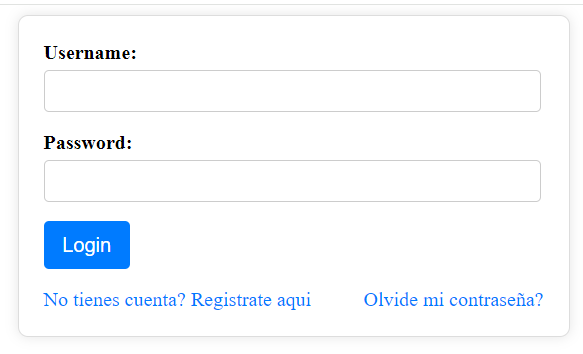 Username:
Password:
Login
No tienes cuenta? Registrate aqui
Olvide mi contraseña?